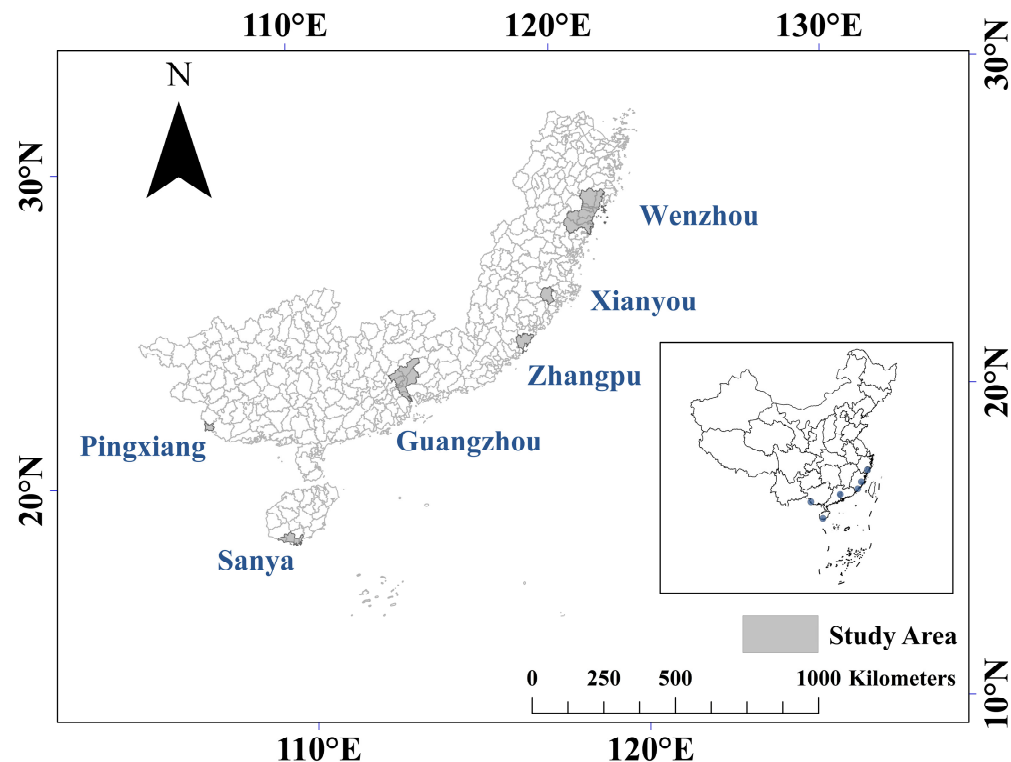 110°E 120°E 130°E
30°N
N
30°N
Wenzhou
Xianyou
Zhangpu
20°N
Guangzhou
Pingxiang
20°N
Sanya
Study Area
0 250 500 1000 Kilometers
10°N
110°E 120°E